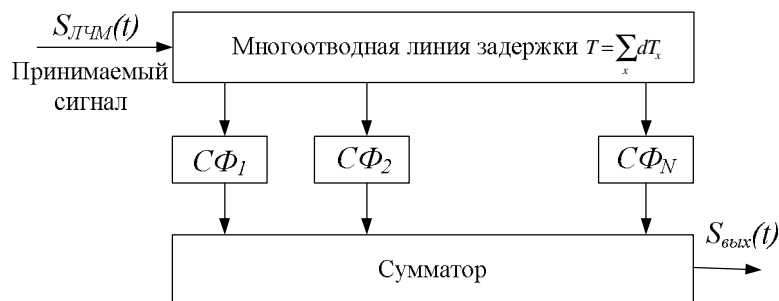 S_ЛЧМ(t)
Принимаемый
сигнал
Многоотводная линия задержки T = ∑_x dT_x
СФ_1
СФ_2
СФ_N
Сумматор
S_вых(t)